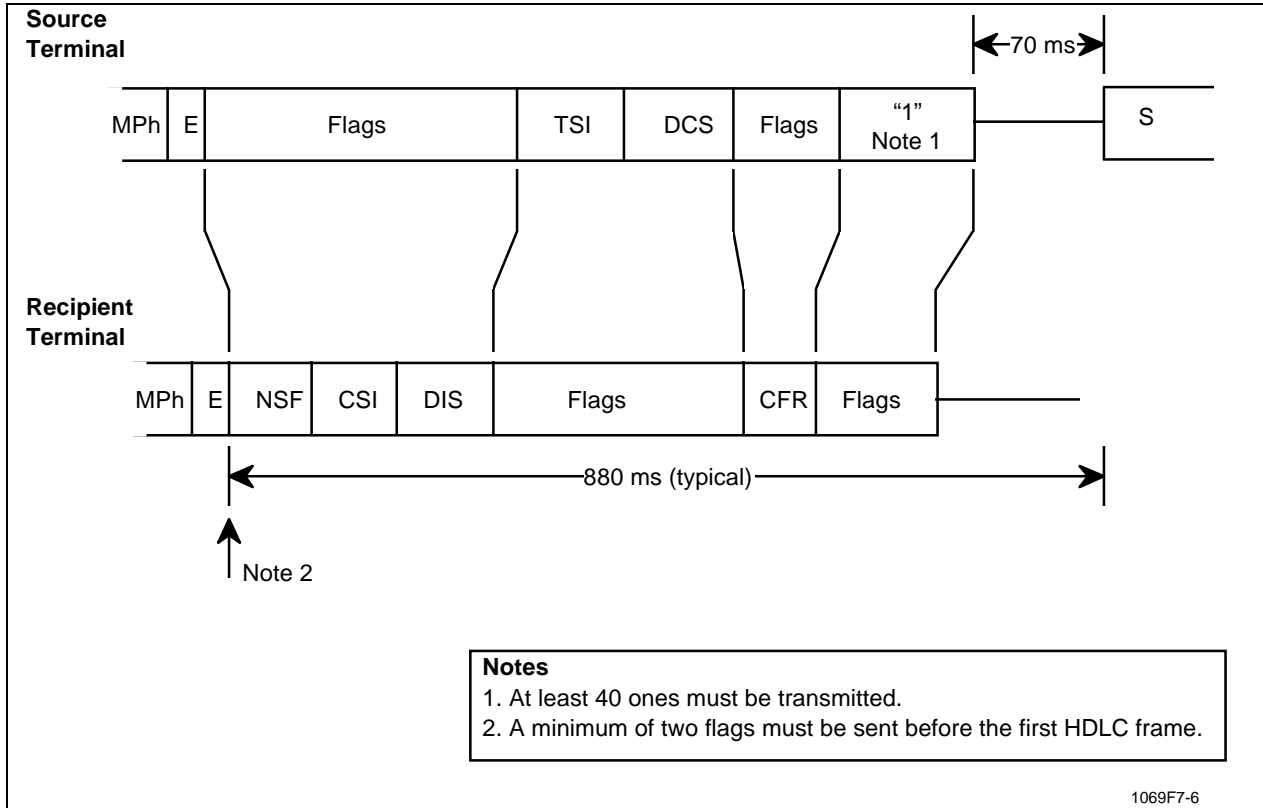 Source
Terminal
70 ms
MPh E Flags TSI DCS Flags “1”
Note 1
S
Recipient
Terminal
MPh E NSF CSI DIS Flags CFR Flags
880 ms (typical)
Note 2
Notes
1. At least 40 ones must be transmitted.
2. A minimum of two flags must be sent before the first HDLC frame.
1069F7-6